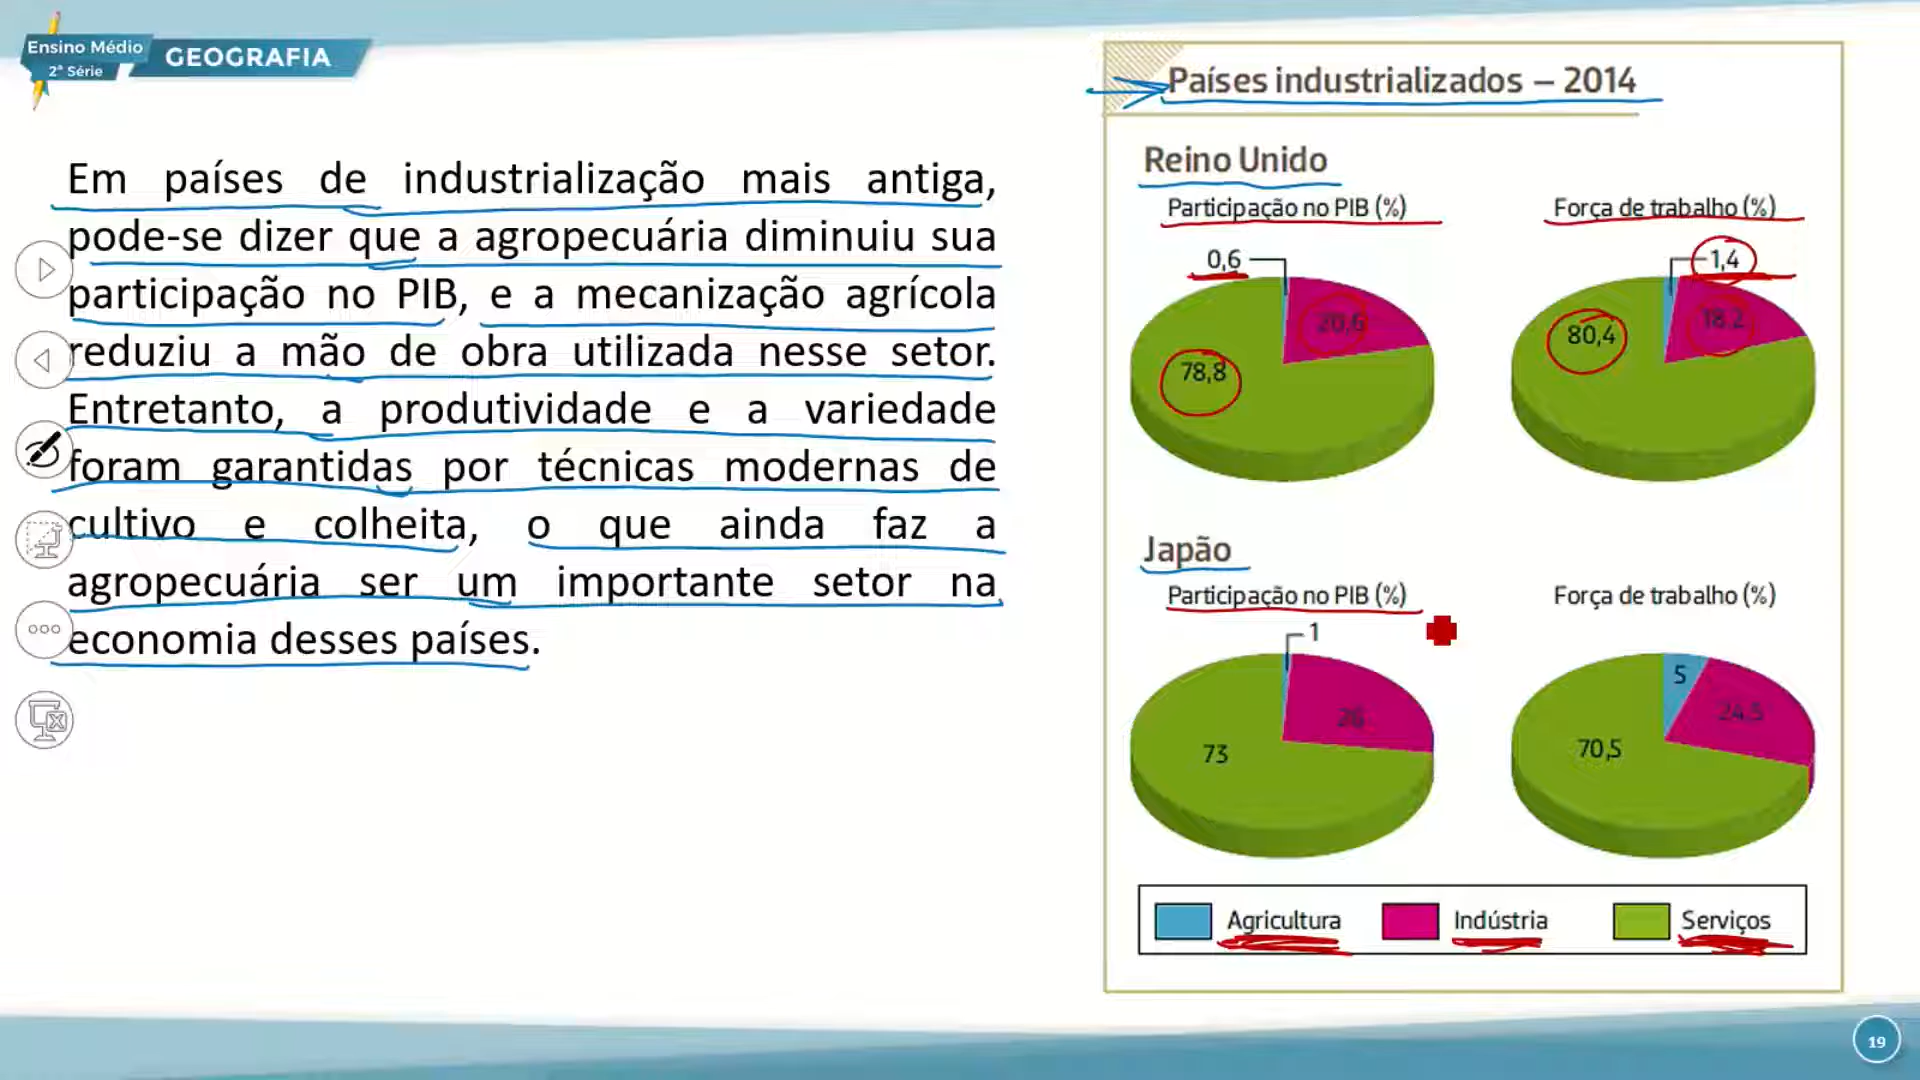 Ensino Médio
2ª Série
GEOGRAFIA
Em países de industrialização mais antiga,
pode-se dizer que a agropecuária diminuiu sua
participação no PIB, e a mecanização agrícola
reduziu a mão de obra utilizada nesse setor.
Entretanto, a produtividade e a variedade
foram garantidas por técnicas modernas de
cultivo e colheita, o que ainda faz a
agropecuária ser um importante setor na
economia desses países.
Países industrializados – 2014
Reino Unido
Participação no PIB (%)
Força de trabalho (%)
0,6
20,6
78,8
1,4
18,2
80,4
Japão
Participação no PIB (%)
Força de trabalho (%)
1
26
73
5
24,5
70,5
Agricultura
Indústria
Serviços
19